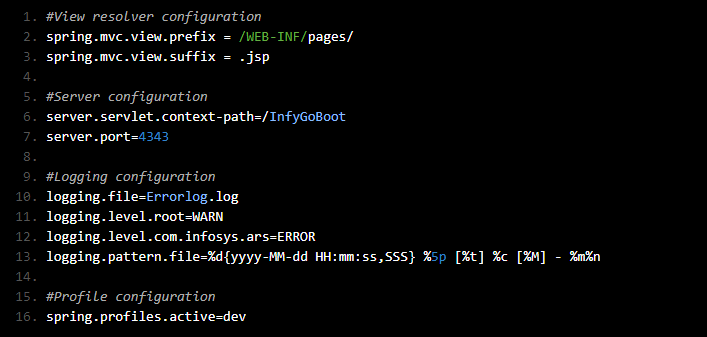 1. #View resolver configuration
2. spring.mvc.view.prefix = /WEB-INF/pages/
3. spring.mvc.view.suffix = .jsp
4.
5. #Server configuration
6. server.servlet.context-path=/InfyGoBoot
7. server.port=4343
8.
9. #Logging configuration
10. logging.file=Errorlog.log
11. logging.level.root=WARN
12. logging.level.com.infosys.ars=ERROR
13. logging.pattern.file=%d{yyyy-MM-dd HH:mm:ss,SSS} %5p [%t] %c [%M] - %m%n
14.
15. #Profile configuration
16. spring.profiles.active=dev